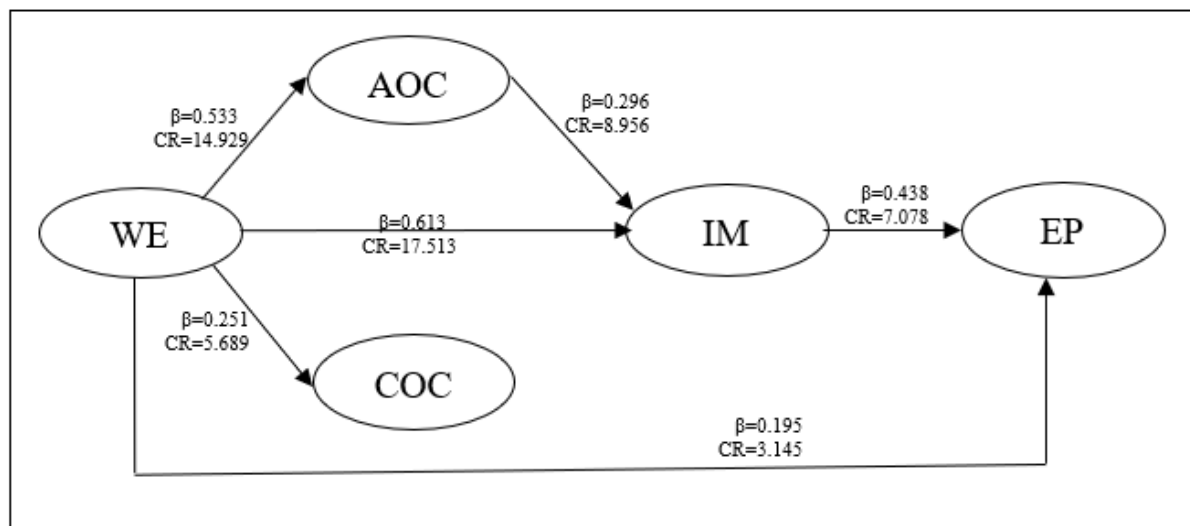 AOC
β=0.533
CR=14.929
β=0.296
CR=8.956
WE
β=0.613
CR=17.513
IM
β=0.438
CR=7.078
EP
β=0.251
CR=5.689
COC
β=0.195
CR=3.145